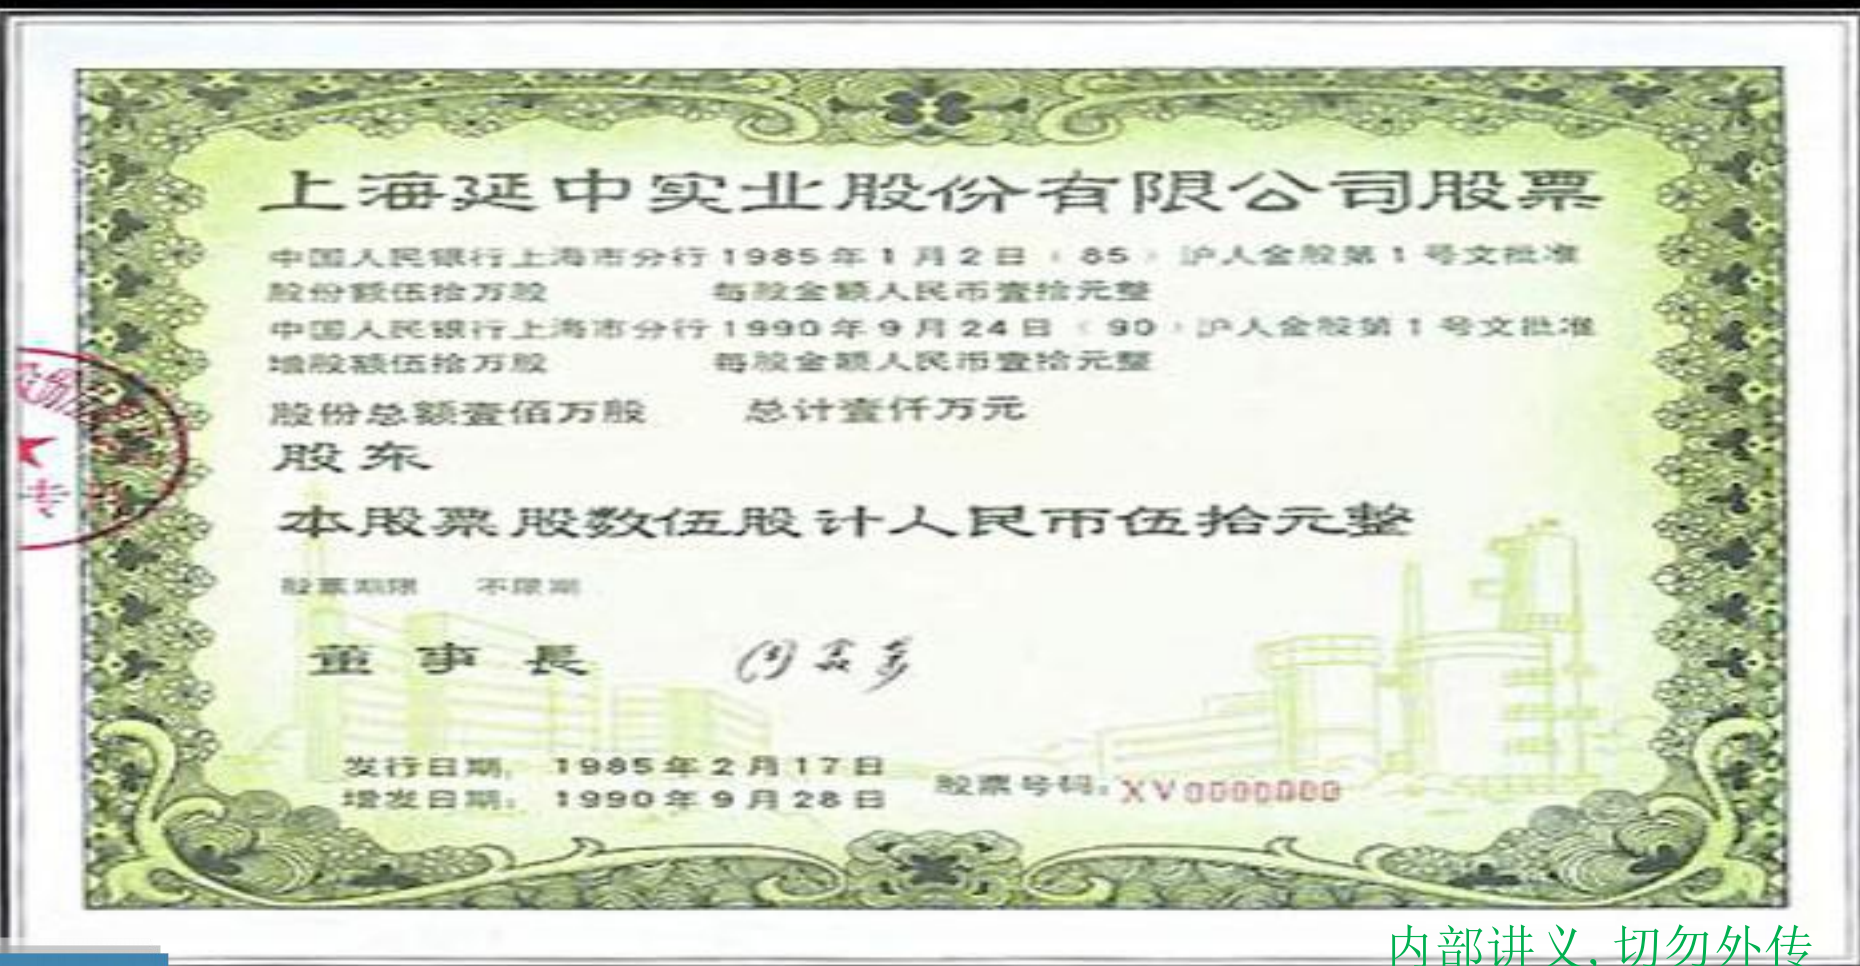 上海延中实业股份有限公司股票
中国人民银行上海市分行1985年1月2日（85）沪人金股第1号文批准
股份额伍拾万股 每股金额人民币壹拾元整
中国人民银行上海市分行1990年9月24日（90）沪人金股第1号文批准
增股额伍拾万股 每股金额人民币壹拾元整
股份总额壹佰万股 总计壹仟万元
股东
本股票股数伍股计人民币伍拾元整
股票期限 不限期
董事長
发行日期：1985年2月17日
增发日期：1990年9月28日
股票号码：XV0000000
内部讲义,切勿外传